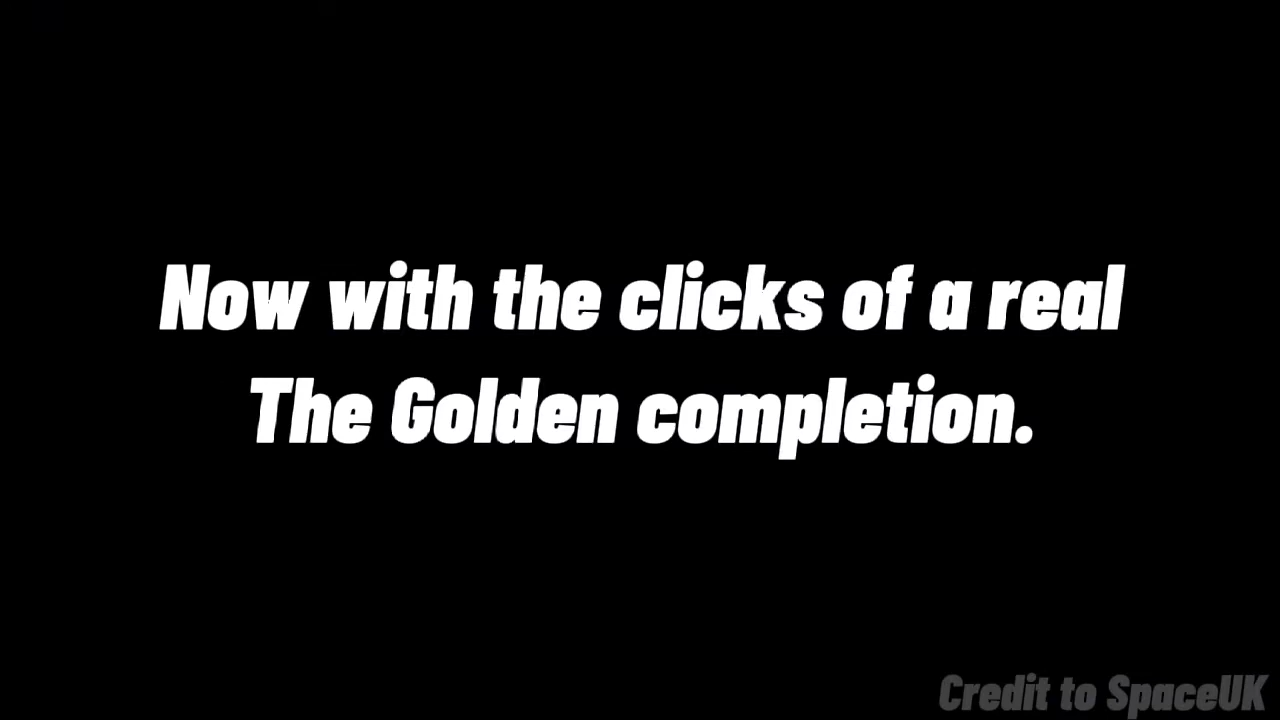 Now with the clicks of a real
The Golden completion.
Credit to SpaceUK